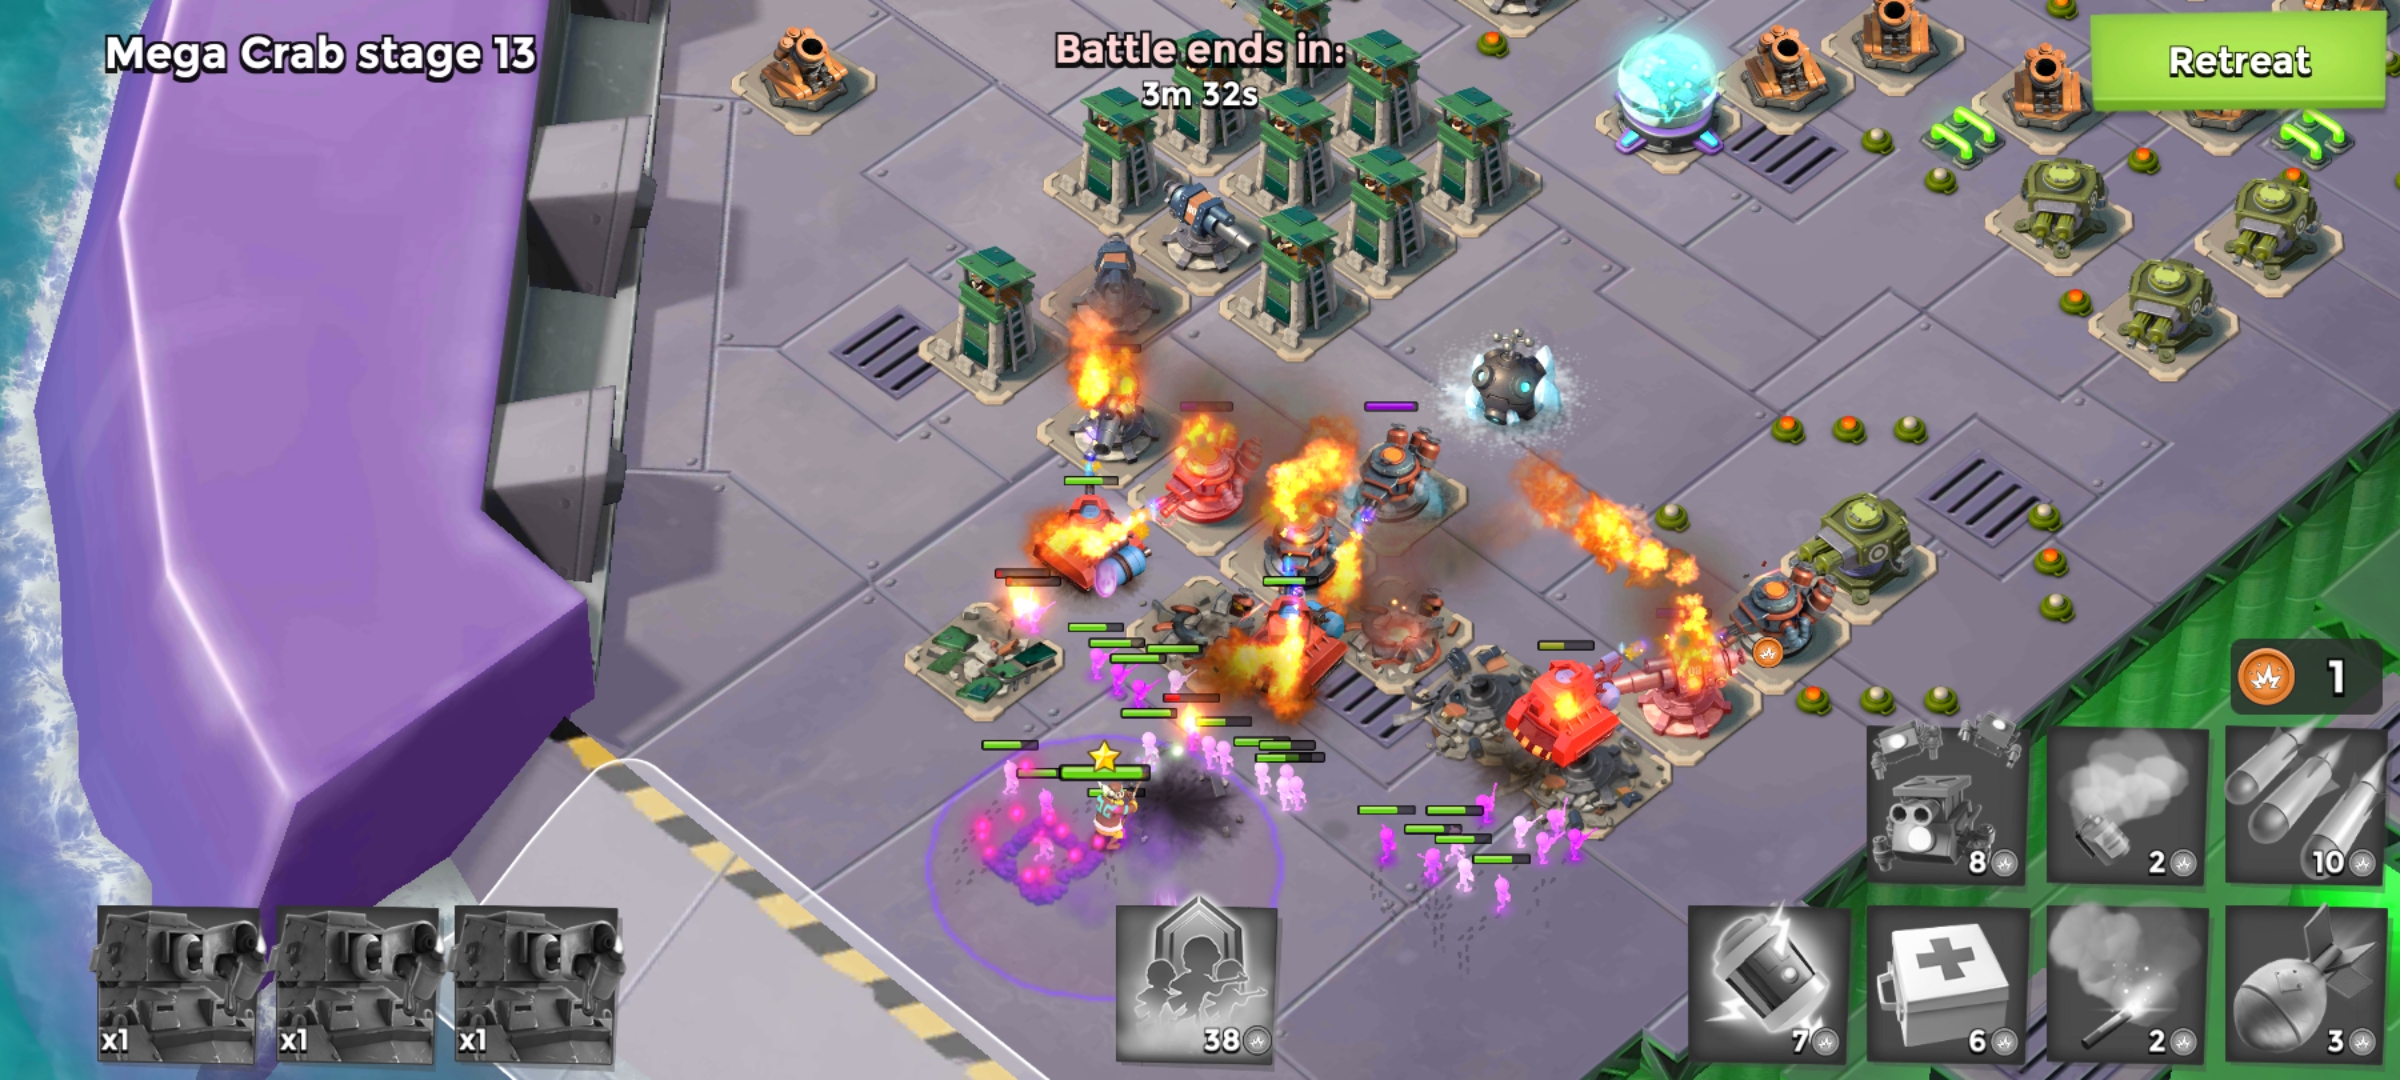 Mega Crab stage 13
Battle ends in:
3m 32s
Retreat
1
8
2
10
x1
x1
x1
38
7
6
2
3